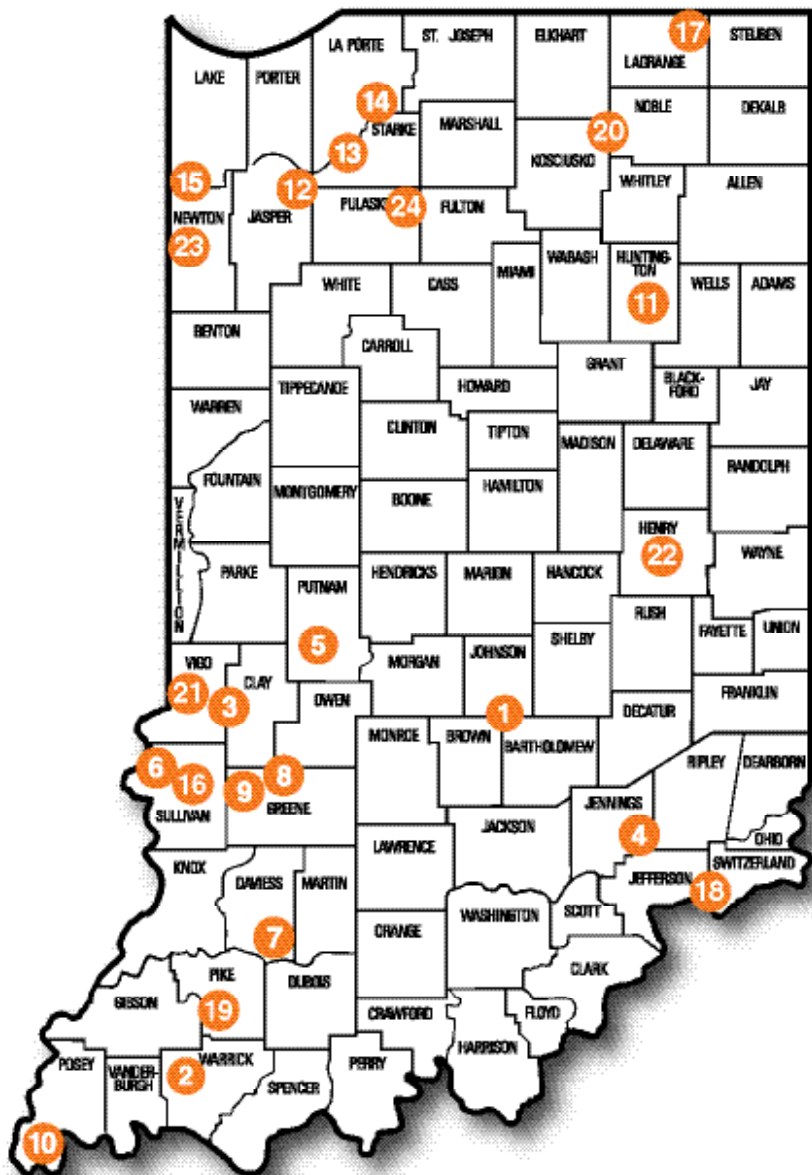 LA PORTE
ST. JOSEPH
ELKHART
17
STEUBEN
LAKE
PORTER
LAGRANGE
14
NOBLE
DEKALB
STARKE
MARSHALL
20
13
KOSCIUSKO
15
12
WHITLEY
ALLEN
NEWTON
JASPER
PULASKI
24
FULTON
23
WABASH
HUNTING-
TON
MIAMI
WHITE
CASS
WELLS
ADAMS
11
BENTON
CARROLL
GRANT
TIPPECANOE
HOWARD
BLACK-
FORD
JAY
WARREN
CLINTON
TIPTON
MADISON
DELAWARE
RANDOLPH
FOUNTAIN
MONTGOMERY
BOONE
HAMILTON
VERMILLION
HENRY
22
WAYNE
PARKE
PUTNAM
HENDRICKS
MARION
HANCOCK
RUSH
5
SHELBY
FAYETTE
UNION
VIGO
CLAY
MORGAN
JOHNSON
21
3
OWEN
FRANKLIN
1
DECATUR
MONROE
BROWN
BARTHOLOMEW
6
16
8
RIPLEY
DEARBORN
9
GREENE
SULLIVAN
JENNINGS
JACKSON
4
OHIO
LAWRENCE
KNOX
SWITZERLAND
DAVIESS
MARTIN
JEFFERSON
18
WASHINGTON
SCOTT
7
ORANGE
CLARK
PIKE
DUBOIS
GIBSON
19
CRAWFORD
FLOYD
HARRISON
POSEY
VANDER-
BURGH
2
WARRICK
PERRY
SPENCER
10